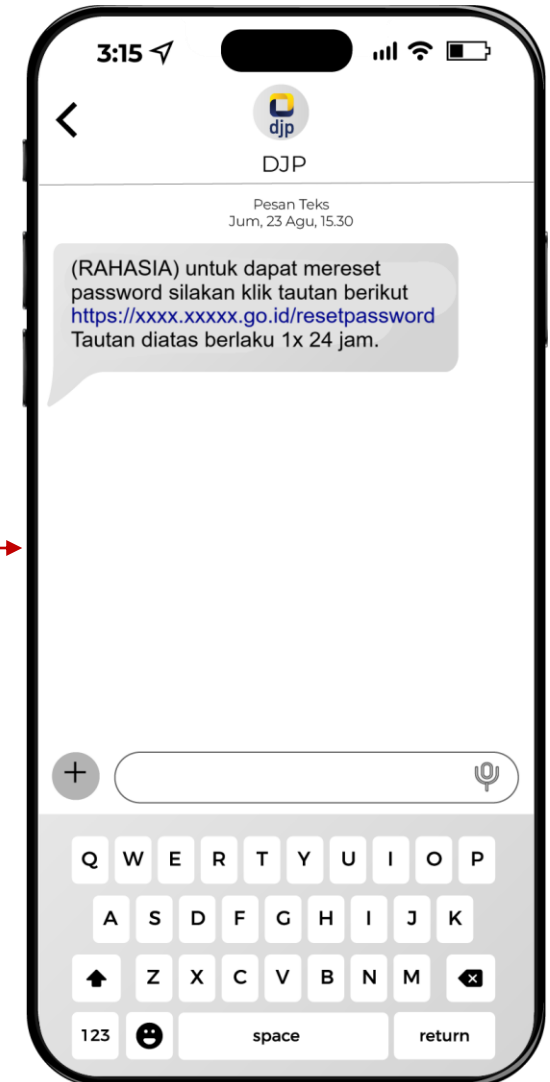 3:15
djp
DJP
Pesan Teks
Jum, 23 Agu, 15.30
(RAHASIA) untuk dapat mereset
password silakan klik tautan berikut
https://xxxx.xxxxx.go.id/resetpassword
Tautan diatas berlaku 1x 24 jam.
Q W E R T Y U I O P
A S D F G H I J K
Z X C V B N M
123 space return